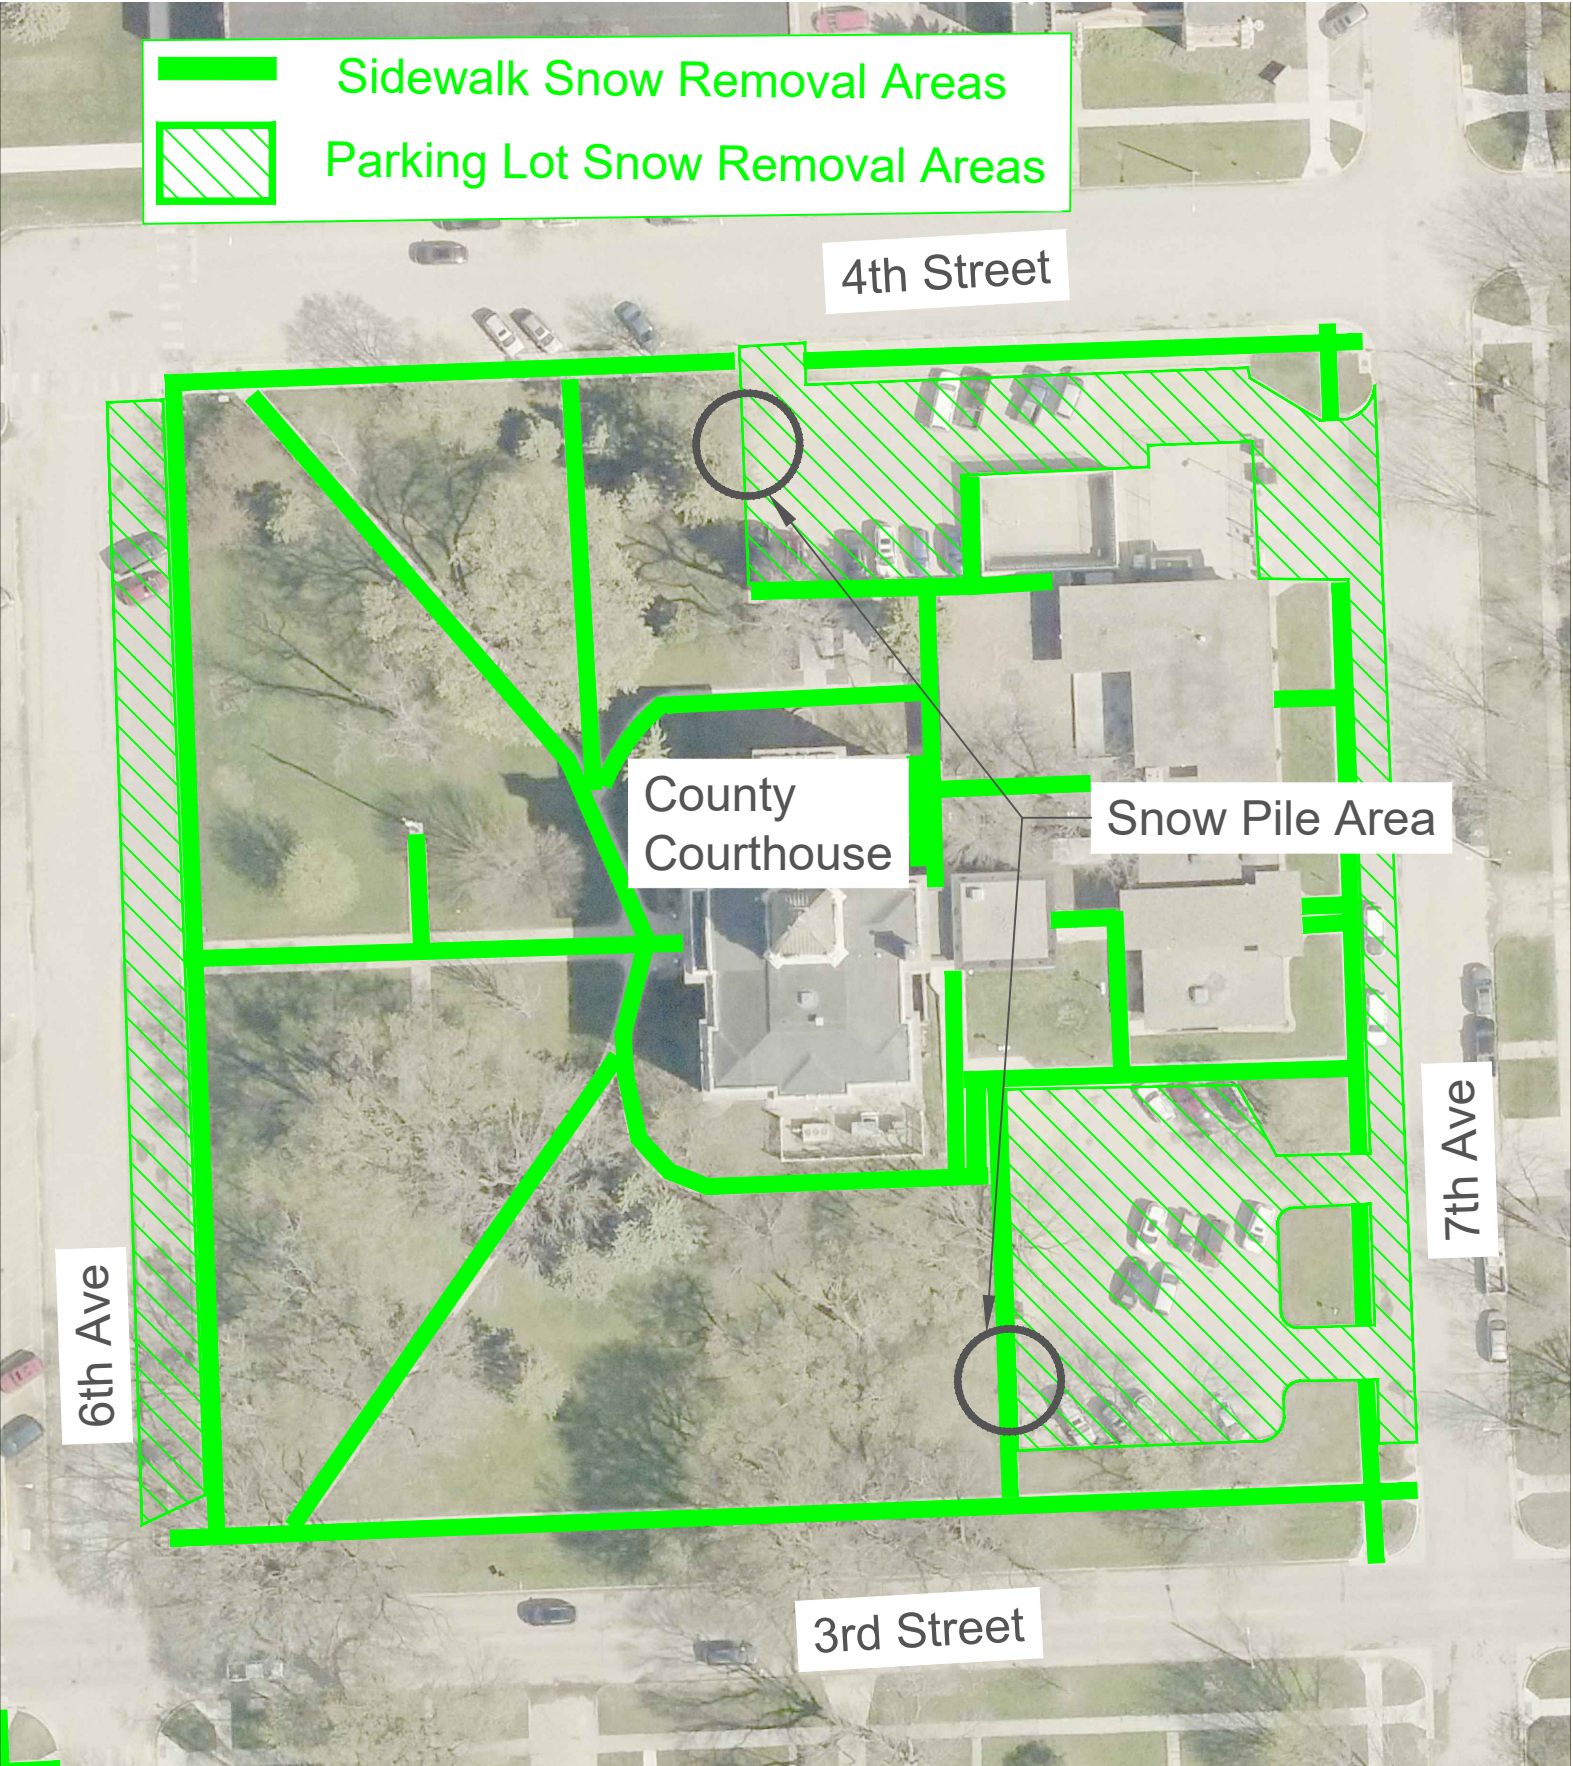 Sidewalk Snow Removal Areas
Parking Lot Snow Removal Areas
4th Street
County
Courthouse
Snow Pile Area
7th Ave
6th Ave
3rd Street